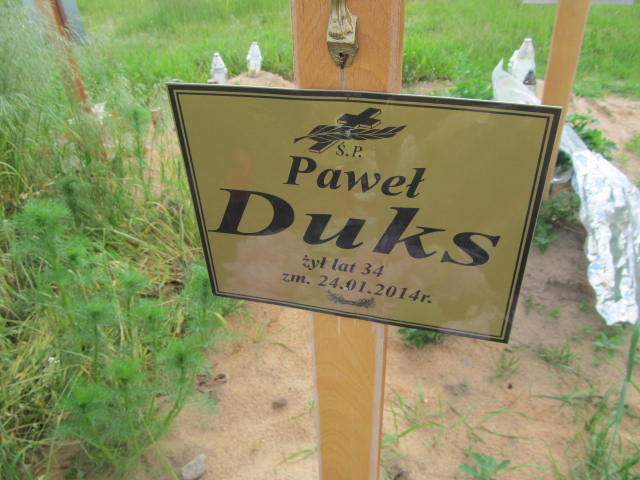 Ś.P.
Paweł
Duks
żył lat 34
zm. 24.01.2014r.